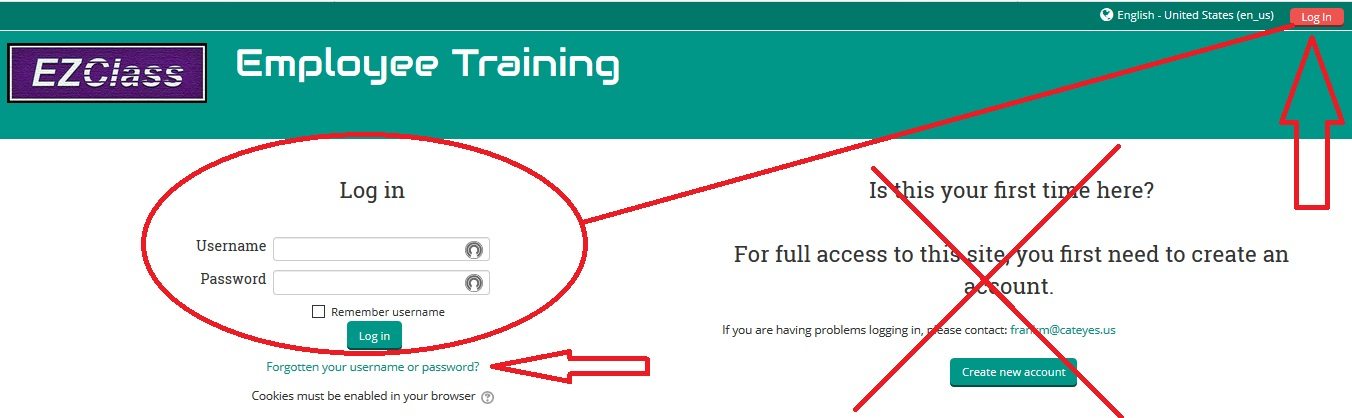 English - United States (en_us)
Log In
EZClass
Employee Training
Log in
Username
Password
Remember username
Log in
Forgotten your username or password?
Cookies must be enabled in your browser
Is this your first time here?
For full access to this site, you first need to create an
account.
If you are having problems logging in, please contact: frankm@cateyes.us
Create new account